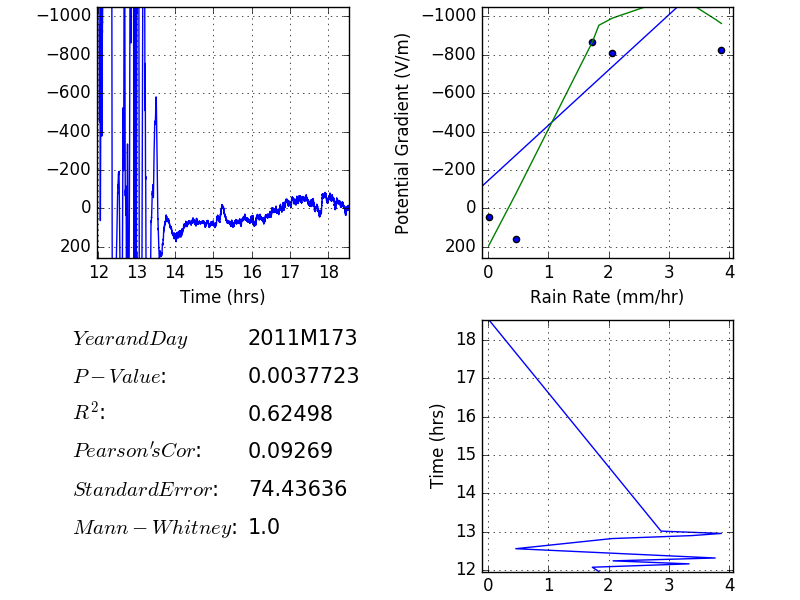 −1000
−800
−600
−400
−200
0
200
12 13 14 15 16 17 18
Time (hrs)
Potential Gradient (V/m)
−1000
−800
−600
−400
−200
0
200
0 1 2 3 4
Rain Rate (mm/hr)
YearandDay 2011M173
P−Value: 0.0037723
R²: 0.62498
Pearson'sCor: 0.09269
StandardError: 74.43636
Mann−Whitney: 1.0
Time (hrs)
18
17
16
15
14
13
12
0 1 2 3 4